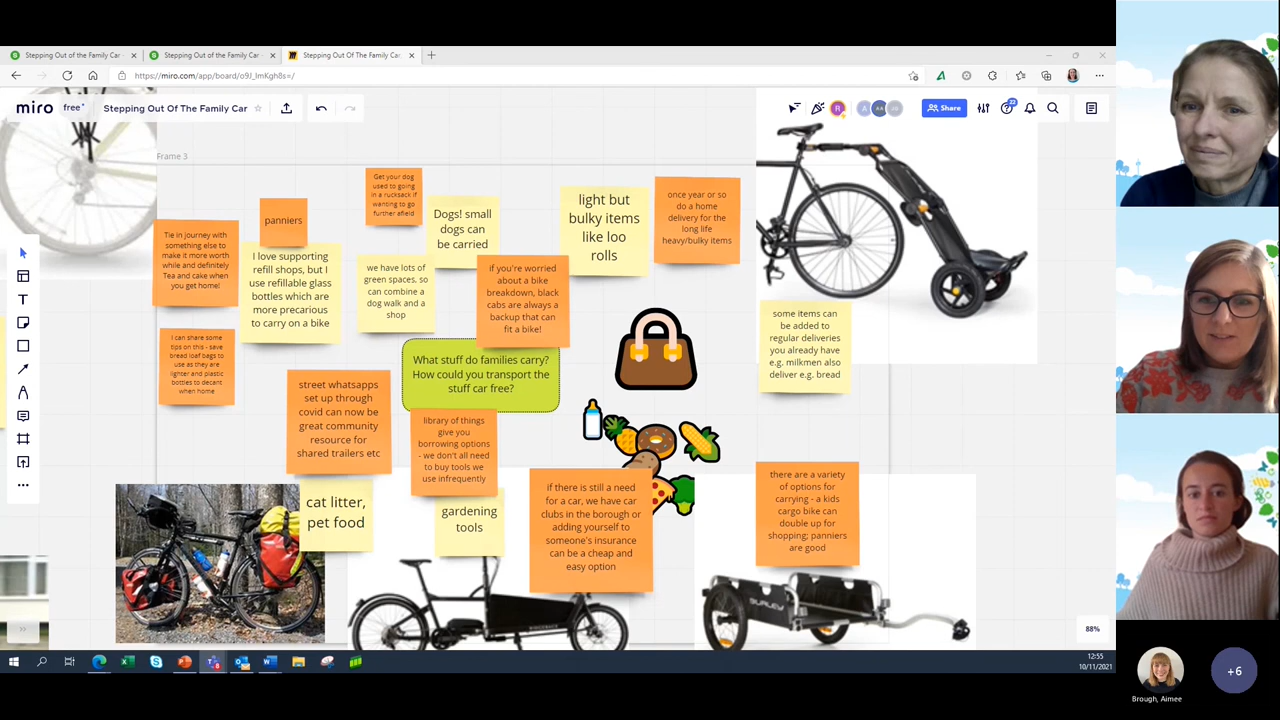 Stepping Out of the Family Car -
Stepping Out of the Family Car -
Stepping Out Of The Family Car,
https://miro.com/app/board/o9J_lmKgh8s=/
miro
free
Stepping Out Of The Family Car
R
A
AA
Share
22
Frame 3
Get your dog
used to going
in a rucksack if
wanting to go
further afield
panniers
Dogs! small
dogs can
be carried
light but
bulky items
like loo
rolls
once year or so
do a home
delivery for the
long life
heavy/bulky items
Tie in journey with
something else to
make it more worth
while and definitely
Tea and cake when
you get home!
I love supporting
refill shops, but I
use refillable glass
bottles which are
more precarious
to carry on a bike
we have lots of
green spaces, so
can combine a
dog walk and a
shop
if you're worried
about a bike
breakdown, black
cabs are always a
backup that can
fit a bike!
some items can
be added to
regular deliveries
you already have
e.g. milkmen also
deliver e.g. bread
I can share some
tips on this - save
bread loaf bags to
use as they are
lighter and plastic
bottles to decant
when home
What stuff do families carry?
How could you transport the
stuff car free?
street whatsapps
set up through
covid can now be
great community
resource for
shared trailers etc
library of things
give you
borrowing options
- we don't all need
to buy tools we
use infrequently
if there is still a need
for a car, we have car
clubs in the borough or
adding yourself to
someone's insurance
can be a cheap and
easy option
there are a variety
of options for
carrying - a kids
cargo bike can
double up for
shopping; panniers
are good
cat litter,
pet food
gardening
tools
BURLEY
88%
12:55
10/11/2021
Brough, Aimee
+6